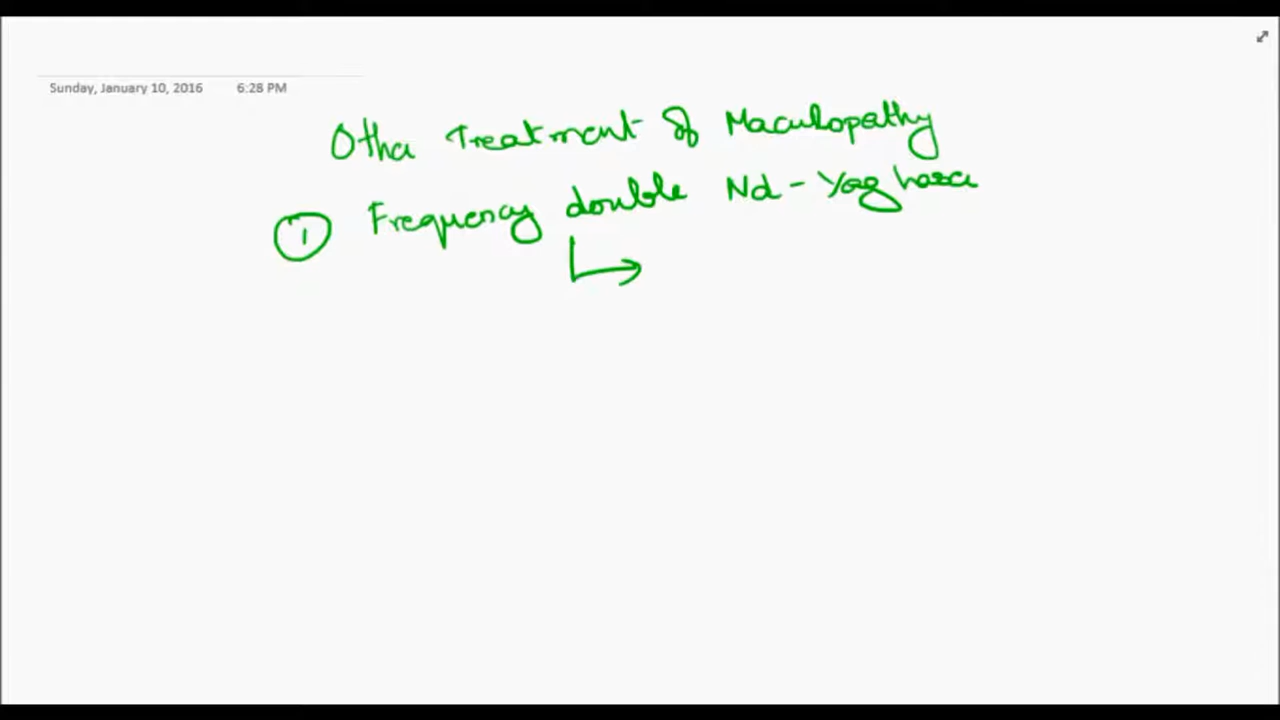 Sunday, January 10, 2016 6:28 PM
Other Treatment of Maculopathy
① Frequency double Nd-Yag laser